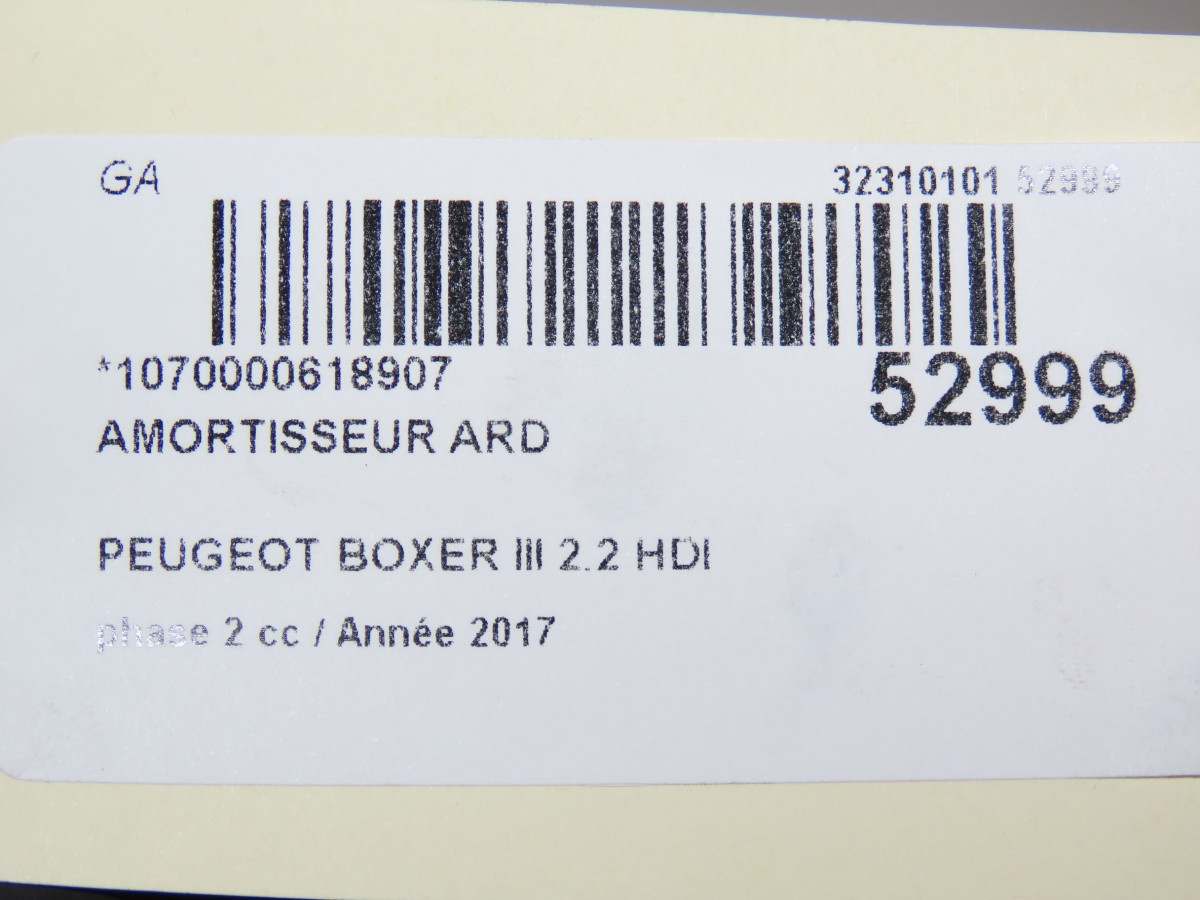 GA
32310101 52999
*1070000618907
52999
AMORTISSEUR ARD
PEUGEOT BOXER III 2.2 HDI
phase 2 cc / Année 2017